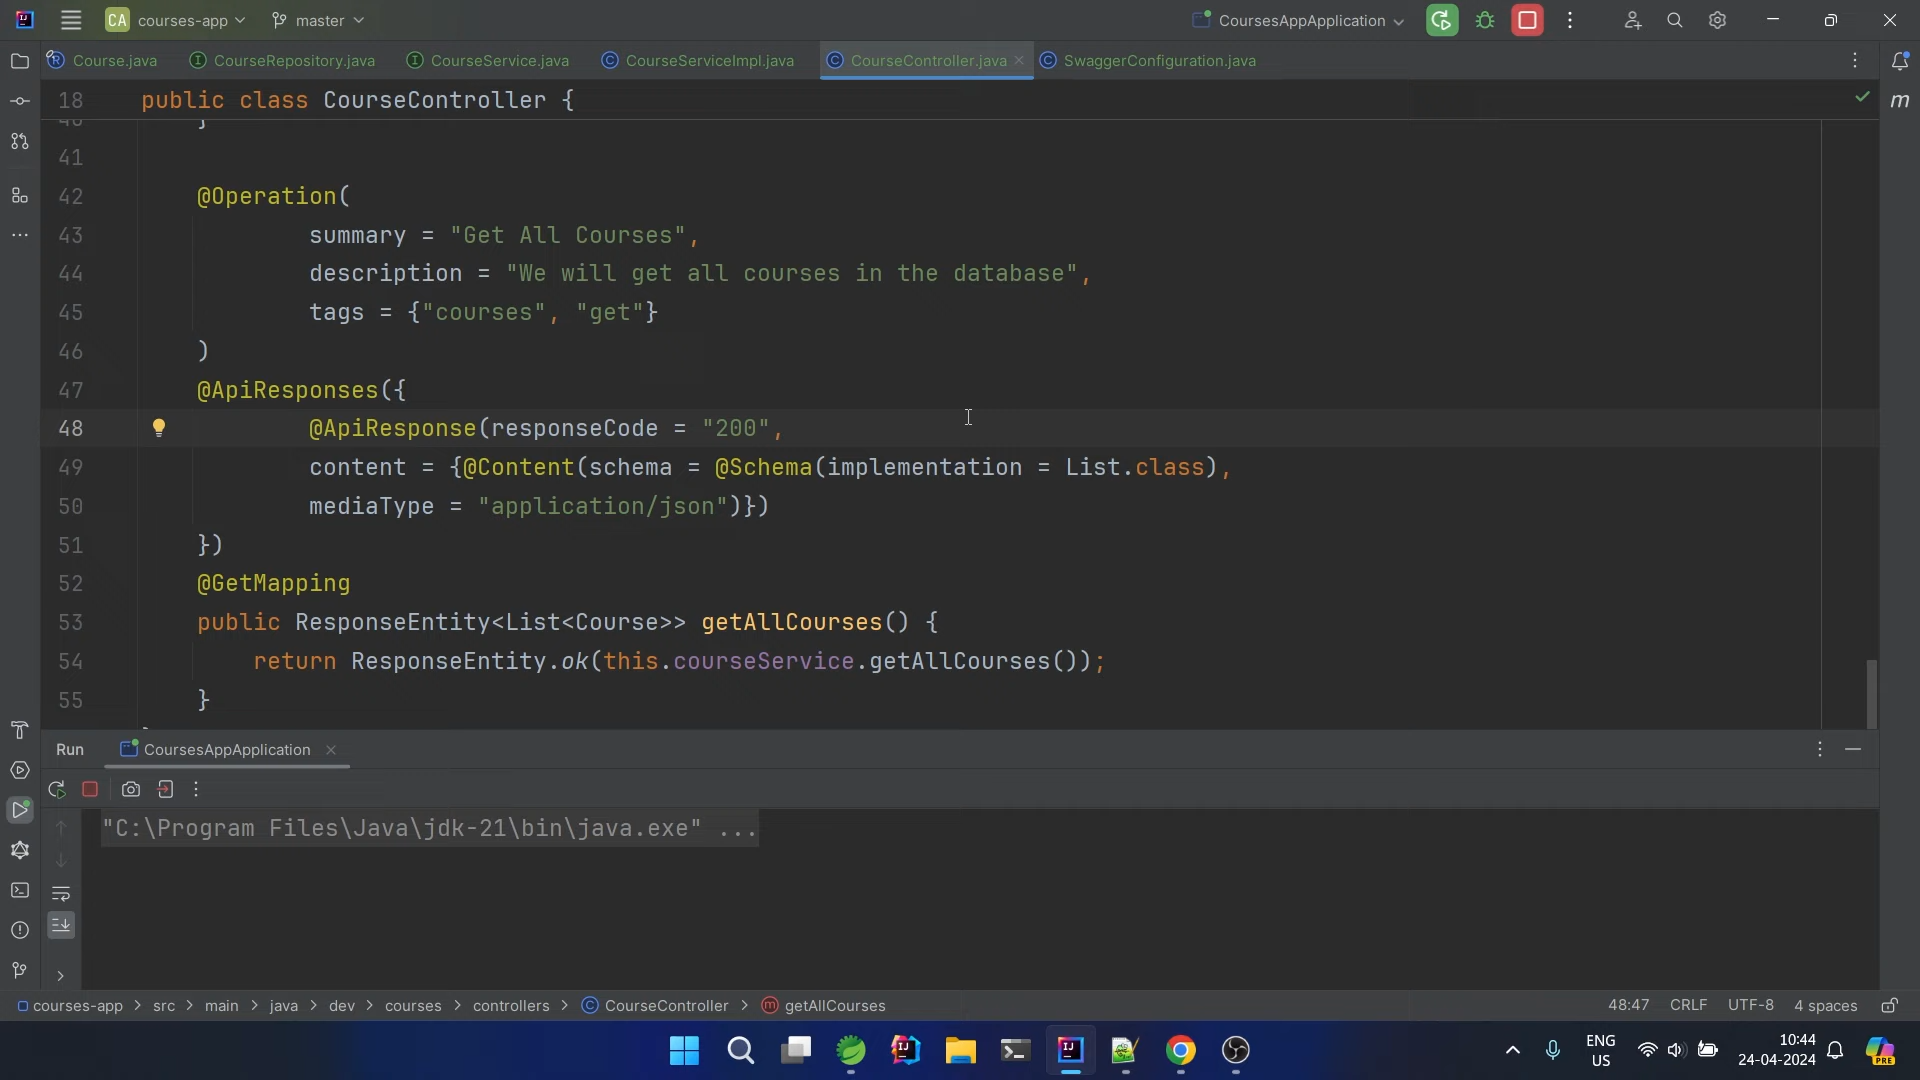 CA courses-app master CoursesAppApplication
Course.java CourseRepository.java CourseService.java CourseServiceImpl.java CourseController.java SwaggerConfiguration.java
18 public class CourseController {
40 }
41
42 @Operation(
43 summary = "Get All Courses",
44 description = "We will get all courses in the database",
45 tags = {"courses", "get"}
46 )
47 @ApiResponses({
48 @ApiResponse(responseCode = "200",
49 content = {@Content(schema = @Schema(implementation = List.class),
50 mediaType = "application/json")})
51 })
52 @GetMapping
53 public ResponseEntity<List<Course>> getAllCourses() {
54 return ResponseEntity.ok(this.courseService.getAllCourses());
55 }
Run CoursesAppApplication
"C:\Program Files\Java\jdk-21\bin\java.exe" ...
courses-app > src > main > java > dev > courses > controllers > CourseController > getAllCourses 48:47 CRLF UTF-8 4 spaces
ENG
US
10:44
24-04-2024
PRE